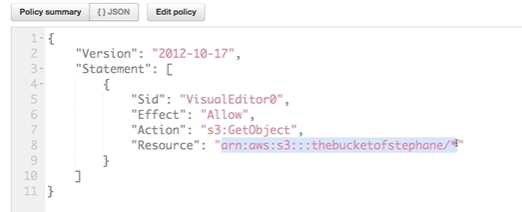 Policy summary {} JSON Edit policy
1 {
2 "Version": "2012-10-17",
3 "Statement": [
4 {
5 "Sid": "VisualEditor0",
6 "Effect": "Allow",
7 "Action": "s3:GetObject",
8 "Resource": "arn:aws:s3:::thebucketofstephane/*"
9 }
10 ]
11 }